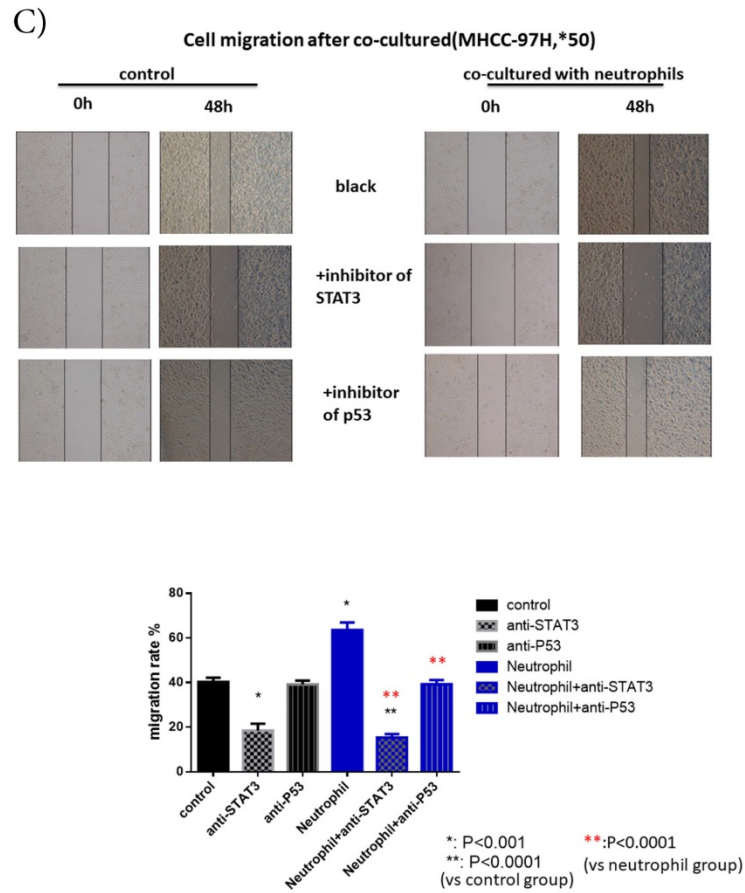 C)
Cell migration after co-cultured(MHCC-97H,*50)
control
co-cultured with neutrophils
0h
48h
0h
48h
black
+inhibitor of
STAT3
+inhibitor
of p53
migration rate %
80
60
40
20
0
*
*
**
**
**
control
anti-STAT3
anti-P53
Neutrophil
Neutrophil+anti-STAT3
Neutrophil+anti-P53
control
anti-STAT3
anti-P53
Neutrophil
Neutrophil+anti-STAT3
Neutrophil+anti-P53
*: P<0.001
**: P<0.0001
(vs control group)
**:P<0.0001
(vs neutrophil group)